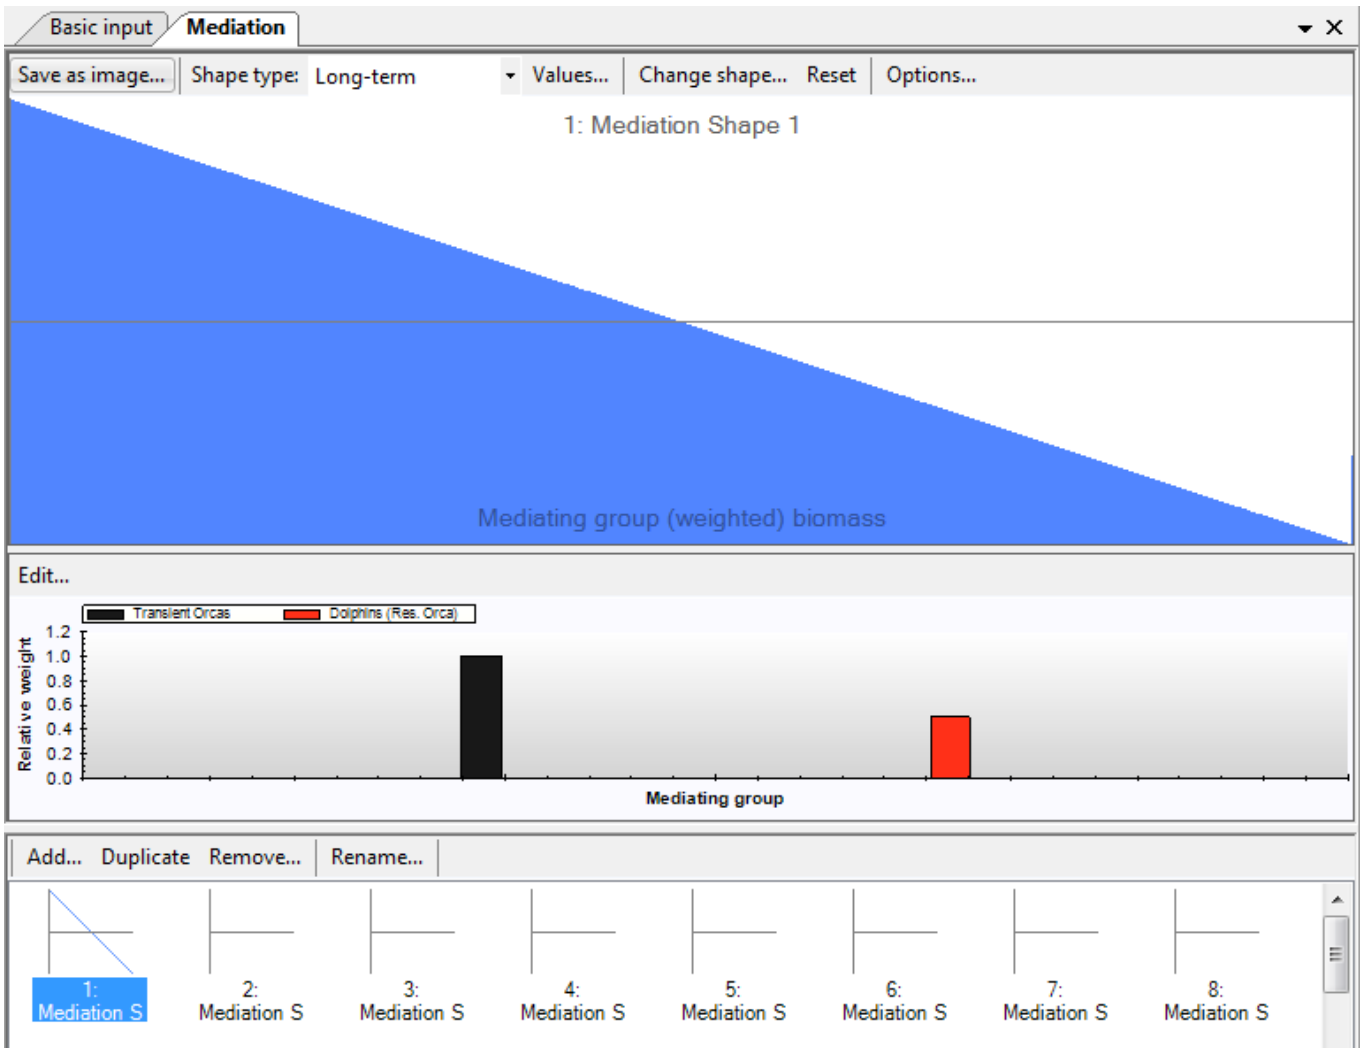 Basic input Mediation
Save as image... Shape type: Long-term Values... Change shape... Reset Options...
1: Mediation Shape 1
Mediating group (weighted) biomass
Edit...
Transient Orcas Dolphins (Res. Orca)
1.2
1.0
0.8
0.6
0.4
0.2
0.0
Relative weight
Mediating group
Add... Duplicate Remove... Rename...
1: 2: 3: 4: 5: 6: 7: 8:
Mediation S Mediation S Mediation S Mediation S Mediation S Mediation S Mediation S Mediation S